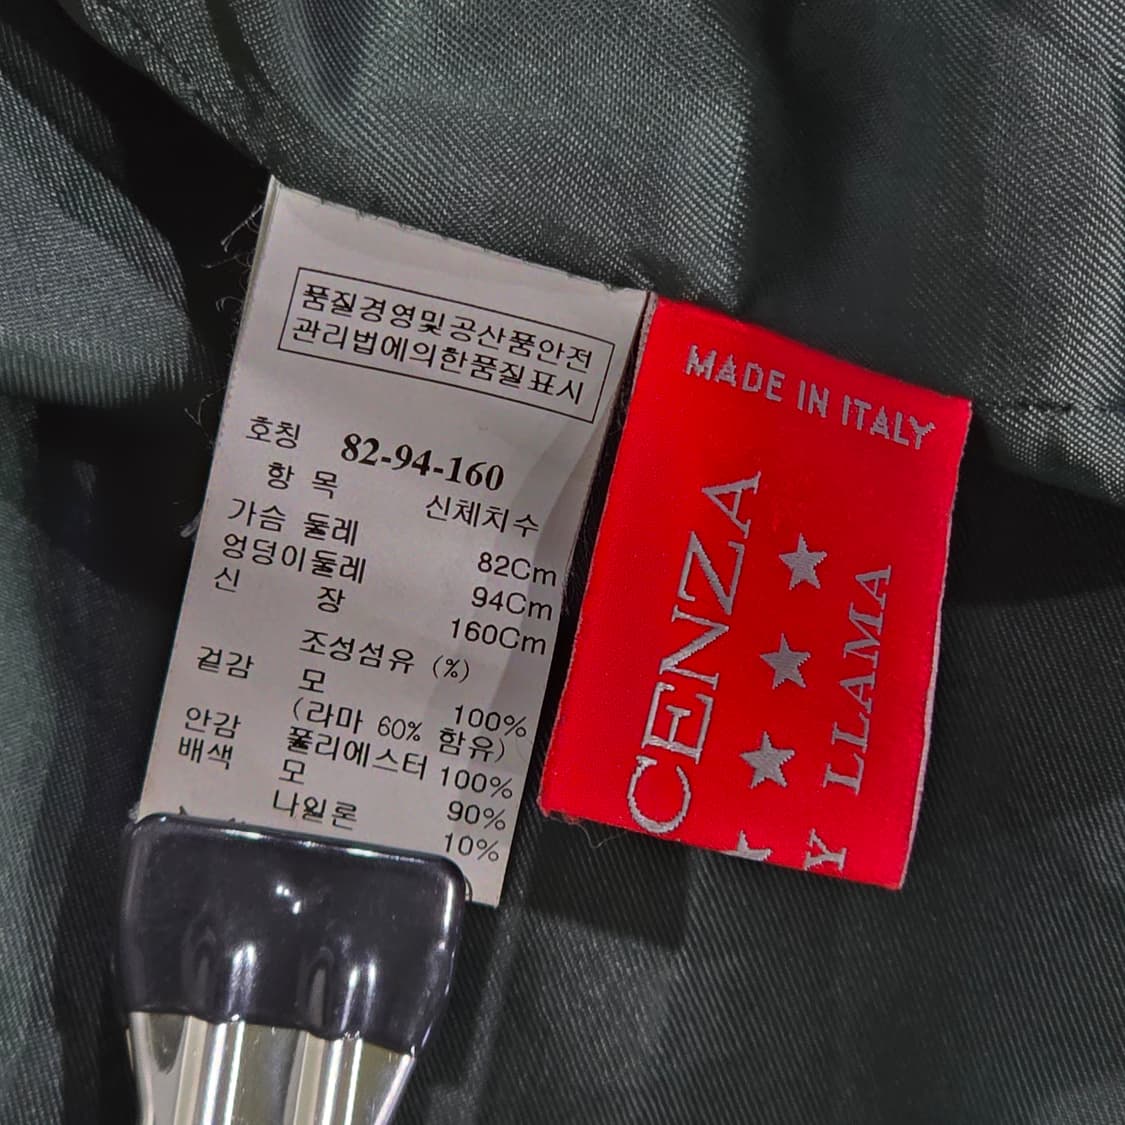 품질경영및공산품안전
관리법에의한품질표시
호칭 82-94-160
항 목 신체치수
가슴 둘레 82Cm
엉덩이둘레 94Cm
신 장 160Cm
조성섬유 (%)
겉감 모 100%
(라마 60% 함유)
안감 폴리에스터 100%
배색 모 90%
나일론 10%
MADE IN ITALY
CENZA
★ ★ ★
Y LLAMA